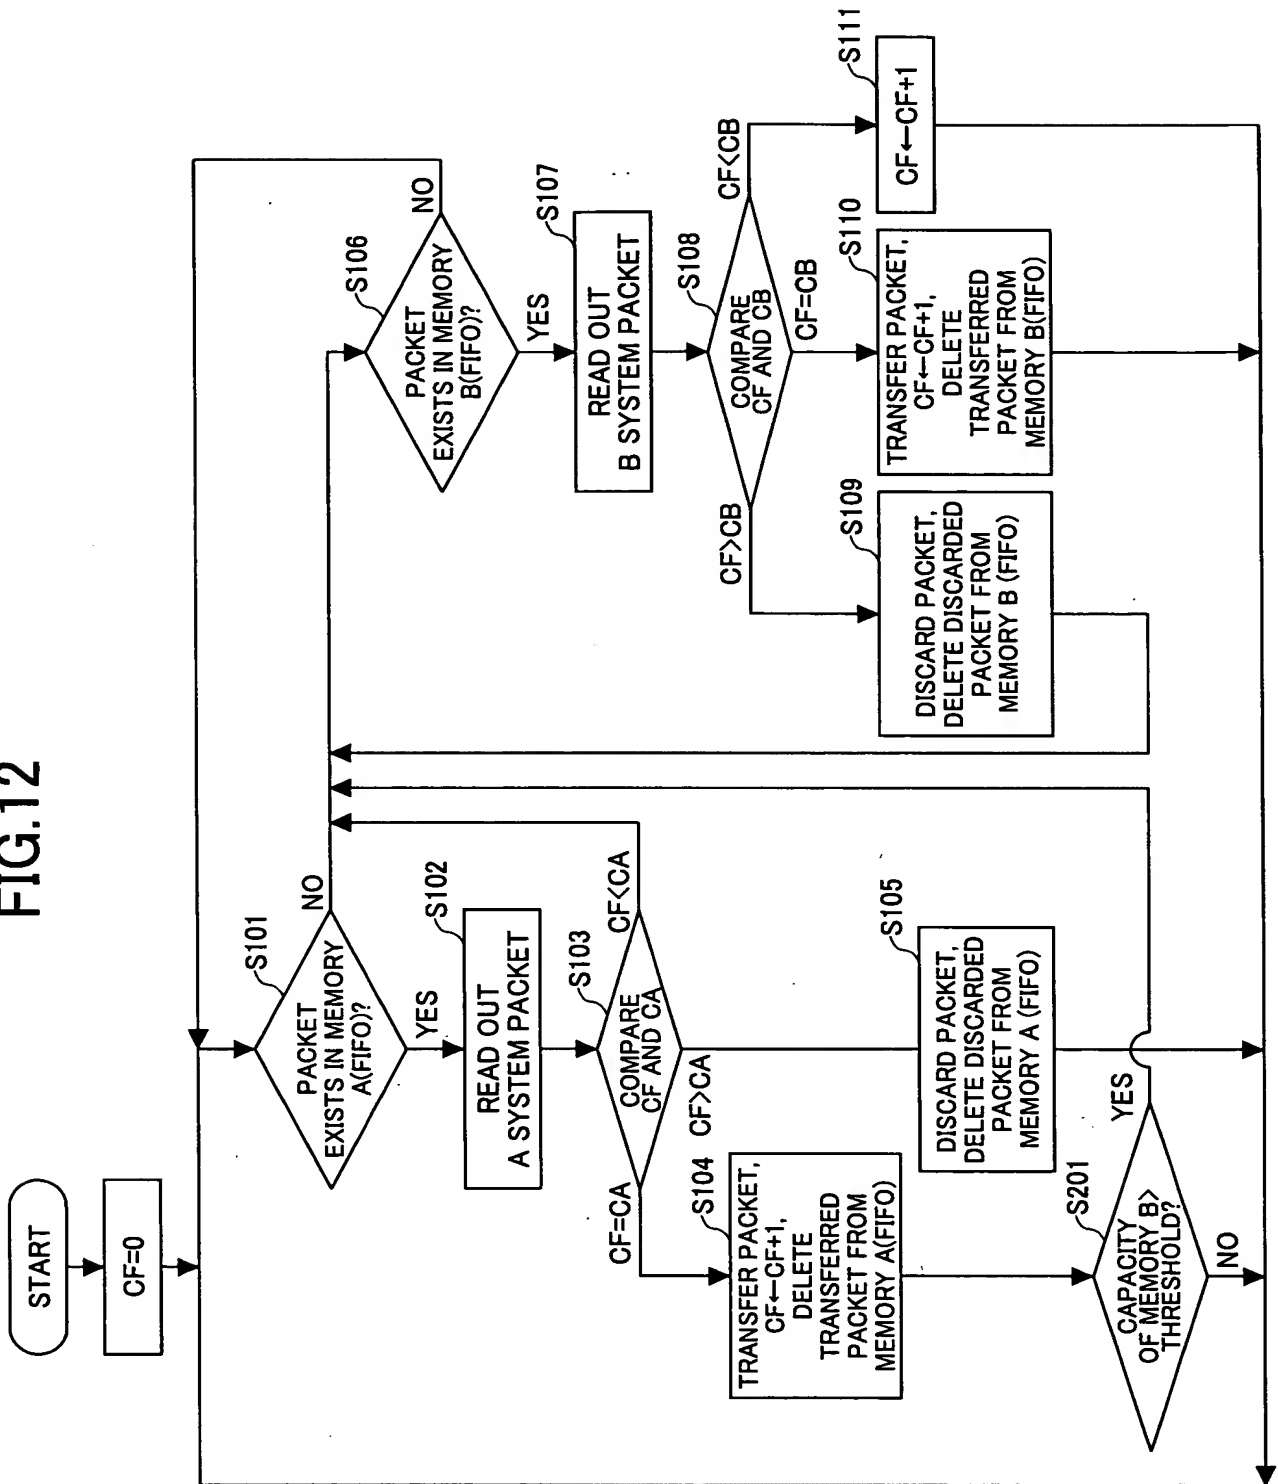 FIG.12
START
CF=0
S101
PACKET
EXISTS IN MEMORY
A(FIFO)?
NO
YES
S102
READ OUT
A SYSTEM PACKET
S103
COMPARE
CF AND CA
CF<CA
CF=CA
CF>CA
S104
TRANSFER PACKET,
CF←CF+1,
DELETE
TRANSFERRED
PACKET FROM
MEMORY A(FIFO)
S105
DISCARD PACKET,
DELETE DISCARDED
PACKET FROM
MEMORY A (FIFO)
S201
CAPACITY
OF MEMORY B>
THRESHOLD?
YES
NO
S106
PACKET
EXISTS IN MEMORY
B(FIFO)?
NO
YES
S107
READ OUT
B SYSTEM PACKET
S108
COMPARE
CF AND CB
CF>CB
CF=CB
CF<CB
S109
DISCARD PACKET,
DELETE DISCARDED
PACKET FROM
MEMORY B (FIFO)
S110
TRANSFER PACKET,
CF←CF+1,
DELETE
TRANSFERRED
PACKET FROM
MEMORY B(FIFO)
S111
CF←CF+1